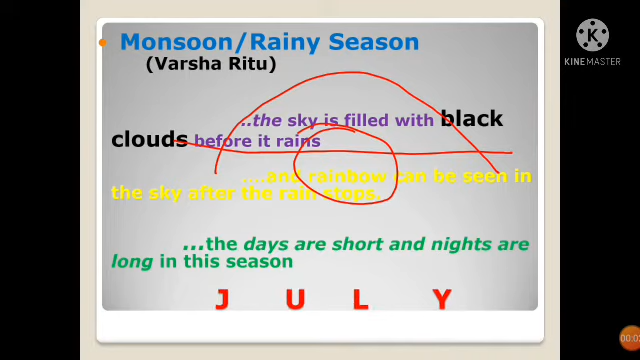 Monsoon/Rainy Season
(Varsha Ritu)
K
KINEMASTER
..the sky is filled with black
clouds before it rains
....and rainbow can be seen in
the sky after the rain stops.
...the days are short and nights are
long in this season
J U L Y